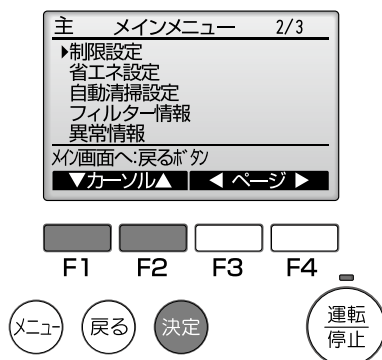 主 メインメニュー 2/3
▶制限設定
省エネ設定
自動清掃設定
フィルター情報
異常情報
メイン画面へ:戻るボタン
▼カーソル▲ ◀ ページ ▶
F1 F2 F3 F4
メニュー 戻る 決定 運転
停止